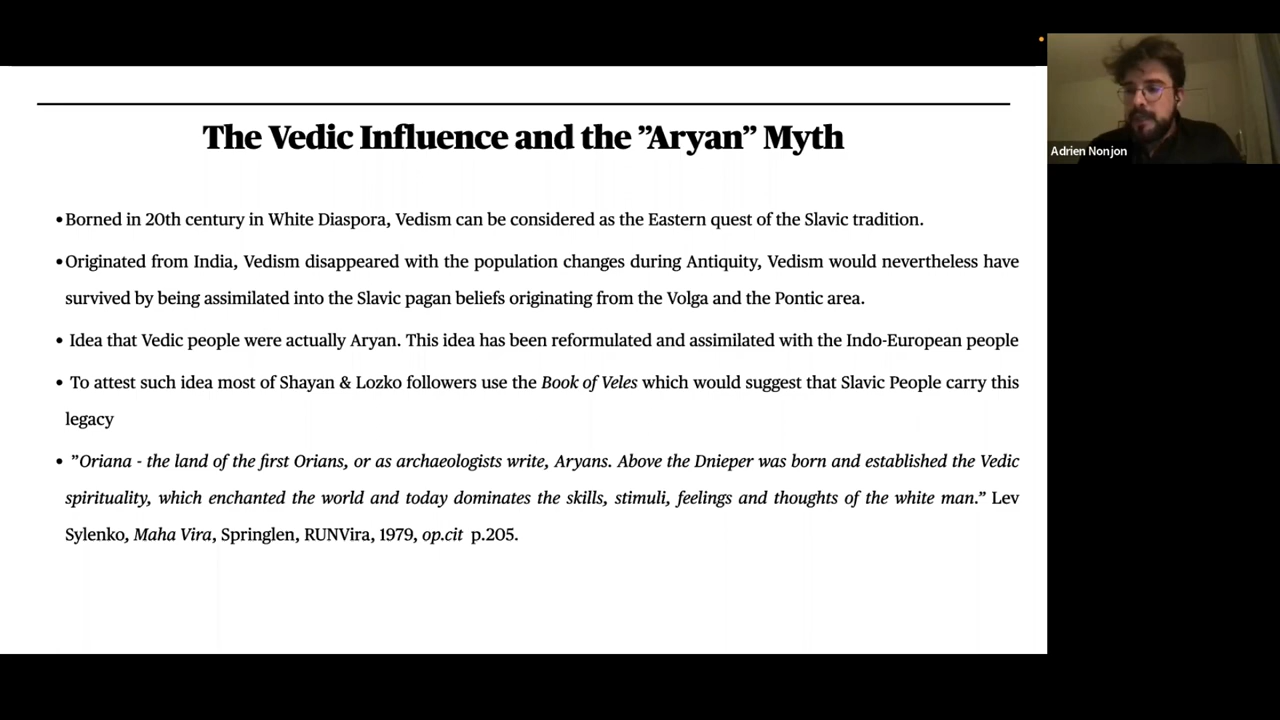 The Vedic Influence and the ”Aryan” Myth
•Borned in 20th century in White Diaspora, Vedism can be considered as the Eastern quest of the Slavic tradition.
•Originated from India, Vedism disappeared with the population changes during Antiquity, Vedism would nevertheless have
survived by being assimilated into the Slavic pagan beliefs originating from the Volga and the Pontic area.
• Idea that Vedic people were actually Aryan. This idea has been reformulated and assimilated with the Indo-European people
• To attest such idea most of Shayan & Lozko followers use the Book of Veles which would suggest that Slavic People carry this
legacy
• ”Oriana - the land of the first Orians, or as archaeologists write, Aryans. Above the Dnieper was born and established the Vedic
spirituality, which enchanted the world and today dominates the skills, stimuli, feelings and thoughts of the white man.” Lev
Sylenko, Maha Vira, Springlen, RUNVira, 1979, op.cit p.205.
Adrien Nonjon